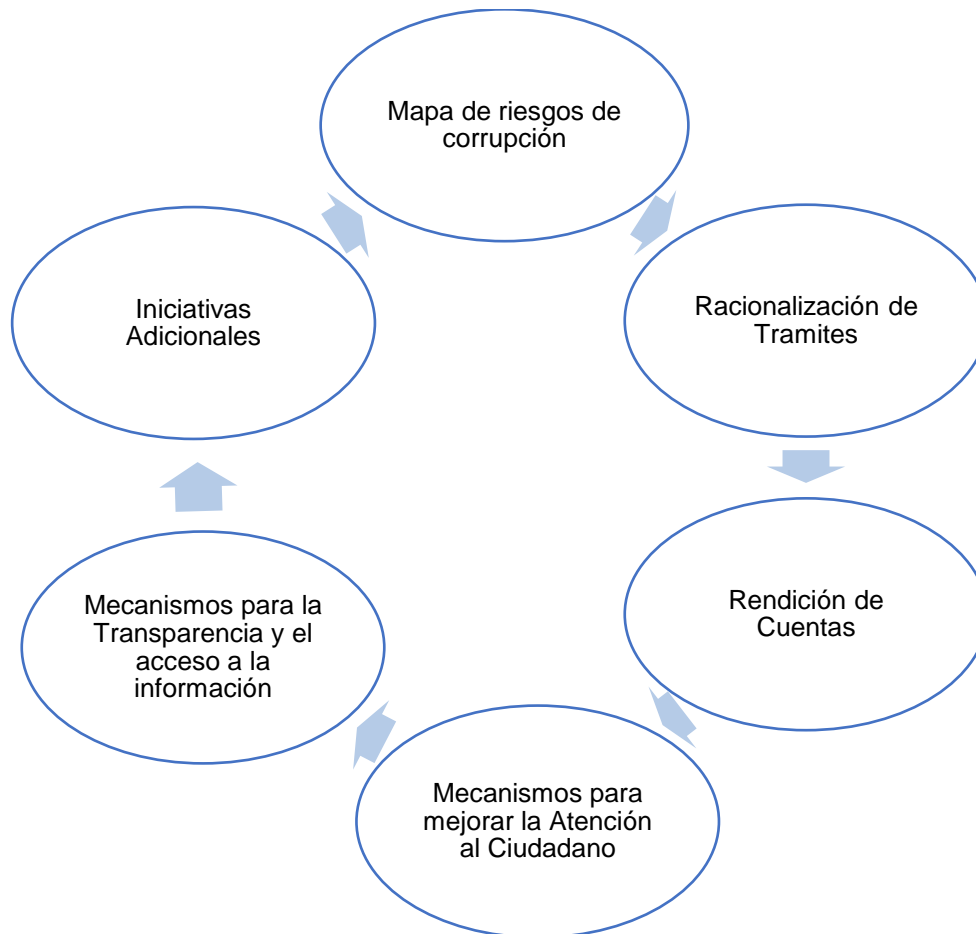 Mapa de riesgos de
corrupción
Racionalización de
Tramites
Rendición de
Cuentas
Mecanismos para
mejorar la Atención
al Ciudadano
Mecanismos para la
Transparencia y el
acceso a la
información
Iniciativas
Adicionales